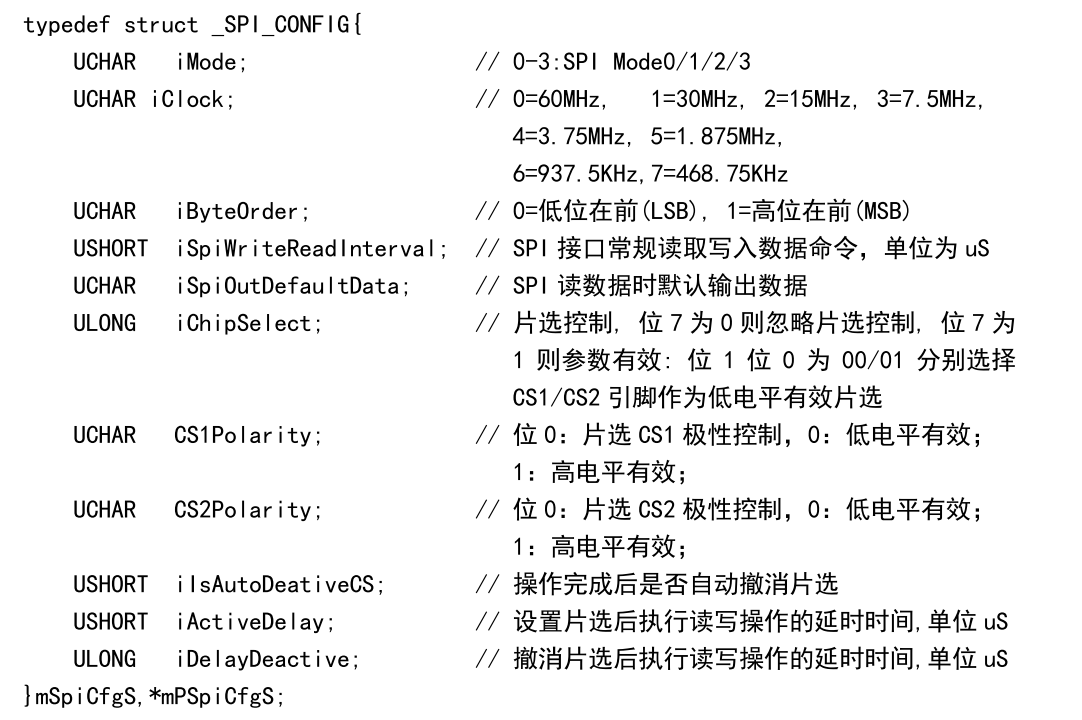 typedef struct _SPI_CONFIG{
UCHAR iMode; // 0-3:SPI Mode0/1/2/3
UCHAR iClock; // 0=60MHz, 1=30MHz, 2=15MHz, 3=7.5MHz,
4=3.75MHz, 5=1.875MHz,
6=937.5KHz,7=468.75KHz
UCHAR iByteOrder; // 0=低位在前(LSB), 1=高位在前(MSB)
USHORT iSpiWriteReadInterval; // SPI 接口常规读取写入数据命令，单位为 uS
UCHAR iSpiOutDefaultData; // SPI 读数据时默认输出数据
ULONG iChipSelect; // 片选控制, 位 7 为 0 则忽略片选控制, 位 7 为
1 则参数有效: 位 1 位 0 为 00/01 分别选择
CS1/CS2 引脚作为低电平有效片选
UCHAR CS1Polarity; // 位 0：片选 CS1 极性控制，0：低电平有效；
1：高电平有效；
UCHAR CS2Polarity; // 位 0：片选 CS2 极性控制，0：低电平有效；
1：高电平有效；
USHORT iIsAutoDeativeCS; // 操作完成后是否自动撤消片选
USHORT iActiveDelay; // 设置片选后执行读写操作的延时时间,单位 uS
ULONG iDelayDeactive; // 撤消片选后执行读写操作的延时时间,单位 uS
}mSpiCfgS,*mPSpiCfgS;